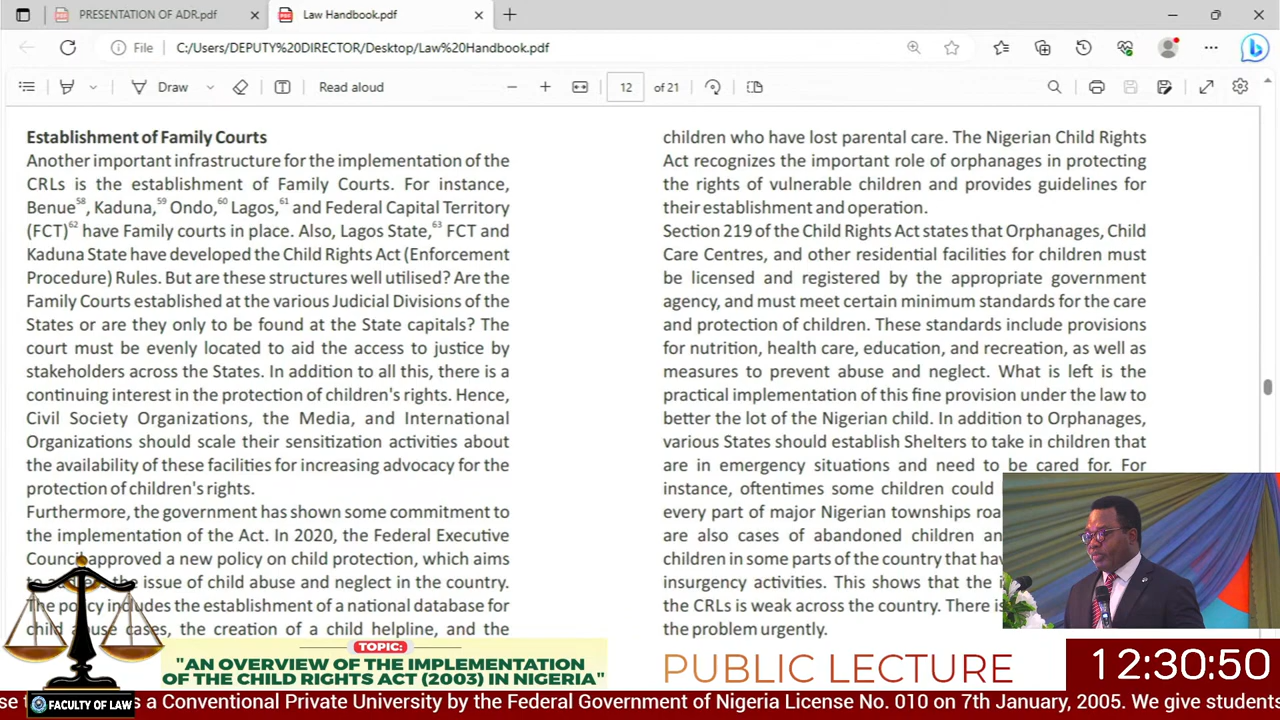 PRESENTATION OF ADR.pdf
Law Handbook.pdf
File
C:/Users/DEPUTY%20DIRECTOR/Desktop/Law%20Handbook.pdf
Draw
Read aloud
12
of 21
Establishment of Family Courts
Another important infrastructure for the implementation of the
CRLs is the establishment of Family Courts. For instance,
Benue58, Kaduna,59 Ondo,60 Lagos,61 and Federal Capital Territory
(FCT)62 have Family courts in place. Also, Lagos State,63 FCT and
Kaduna State have developed the Child Rights Act (Enforcement
Procedure) Rules. But are these structures well utilised? Are the
Family Courts established at the various Judicial Divisions of the
States or are they only to be found at the State capitals? The
court must be evenly located to aid the access to justice by
stakeholders across the States. In addition to all this, there is a
continuing interest in the protection of children's rights. Hence,
Civil Society Organizations, the Media, and International
Organizations should scale their sensitization activities about
the availability of these facilities for increasing advocacy for the
protection of children's rights.
Furthermore, the government has shown some commitment to
the implementation of the Act. In 2020, the Federal Executive
Council approved a new policy on child protection, which aims
the issue of child abuse and neglect in the country.
The policy includes the establishment of a national database for
child abuse cases, the creation of a child helpline, and the
children who have lost parental care. The Nigerian Child Rights
Act recognizes the important role of orphanages in protecting
the rights of vulnerable children and provides guidelines for
their establishment and operation.
Section 219 of the Child Rights Act states that Orphanages, Child
Care Centres, and other residential facilities for children must
be licensed and registered by the appropriate government
agency, and must meet certain minimum standards for the care
and protection of children. These standards include provisions
for nutrition, health care, education, and recreation, as well as
measures to prevent abuse and neglect. What is left is the
practical implementation of this fine provision under the law to
better the lot of the Nigerian child. In addition to Orphanages,
various States should establish Shelters to take in children that
are in emergency situations and need to be cared for. For
instance, oftentimes some children could
every part of major Nigerian townships
are also cases of abandoned children
children in some parts of the country that
insurgency activities. This shows that the
the CRLs is weak across the country. There
the problem urgently.
TOPIC:
"AN OVERVIEW OF THE IMPLEMENTATION
OF THE CHILD RIGHTS ACT (2003) IN NIGERIA"
PUBLIC LECTURE
12:30:50
FACULTY OF LAW
s a Conventional Private University by the Federal Government of Nigeria License No. 010 on 7th January, 2005. We give students